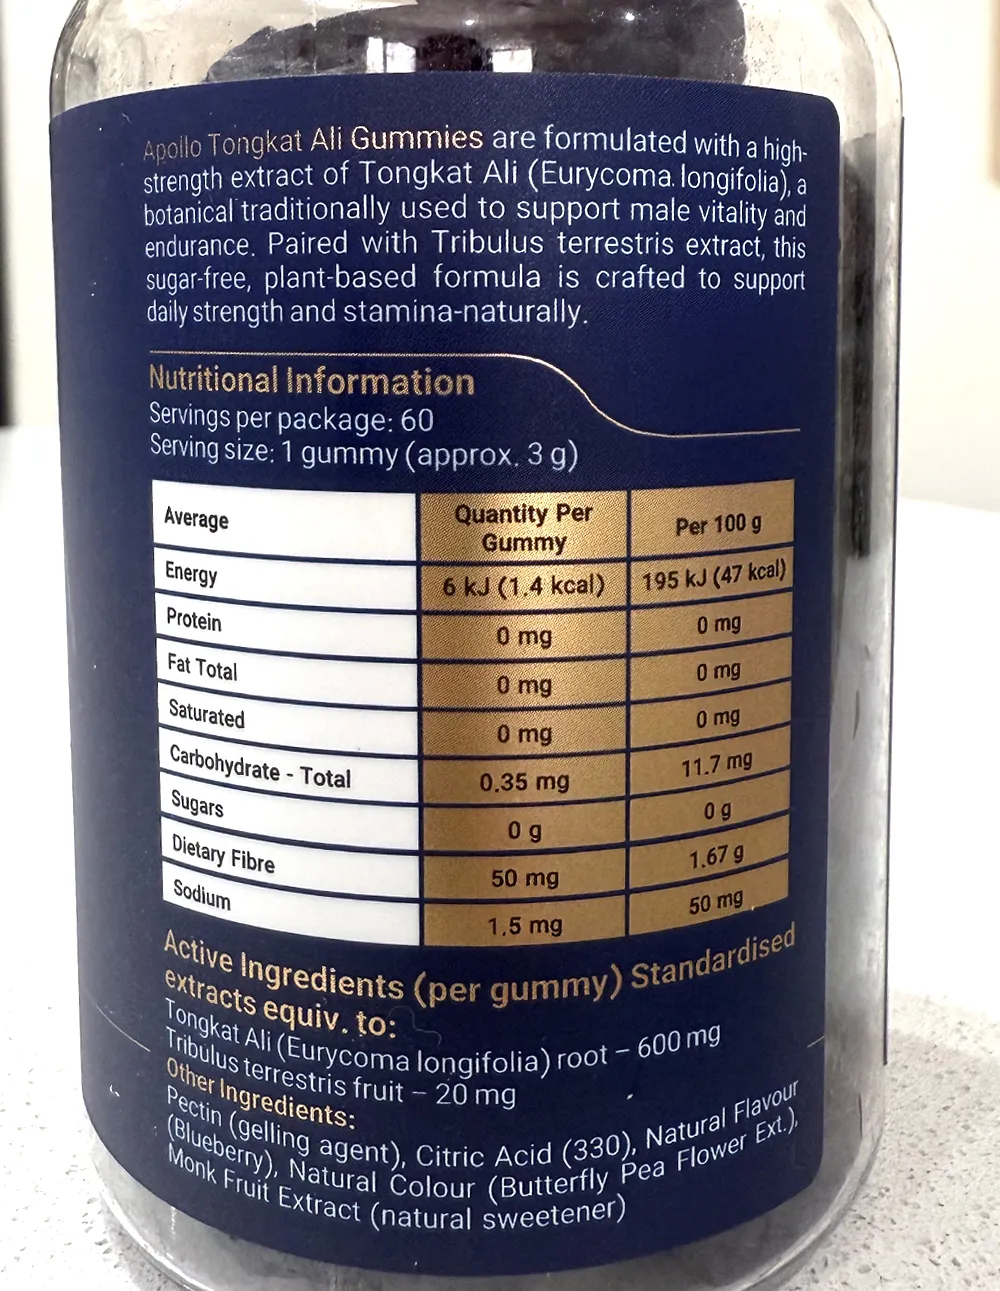 Apollo Tongkat Ali Gummies are formulated with a high-
strength extract of Tongkat Ali (Eurycoma longifolia), a
botanical traditionally used to support male vitality and
endurance. Paired with Tribulus terrestris extract, this
sugar-free, plant-based formula is crafted to support
daily strength and stamina-naturally.
Nutritional Information
Servings per package: 60
Serving size: 1 gummy (approx. 3 g)
Average Quantity Per Gummy Per 100 g
Energy 6 kJ (1.4 kcal) 195 kJ (47 kcal)
Protein 0 mg 0 mg
Fat Total 0 mg 0 mg
Saturated 0 mg 0 mg
Carbohydrate - Total 0.35 mg 11.7 mg
Sugars 0 g 0 g
Dietary Fibre 50 mg 1.67 g
Sodium 1.5 mg 50 mg
Active Ingredients (per gummy) Standardised
extracts equiv. to:
Tongkat Ali (Eurycoma longifolia) root – 600 mg
Tribulus terrestris fruit – 20 mg
Other Ingredients:
Pectin (gelling agent), Citric Acid (330), Natural Flavour
(Blueberry), Natural Colour (Butterfly Pea Flower Ext.),
Monk Fruit Extract (natural sweetener)